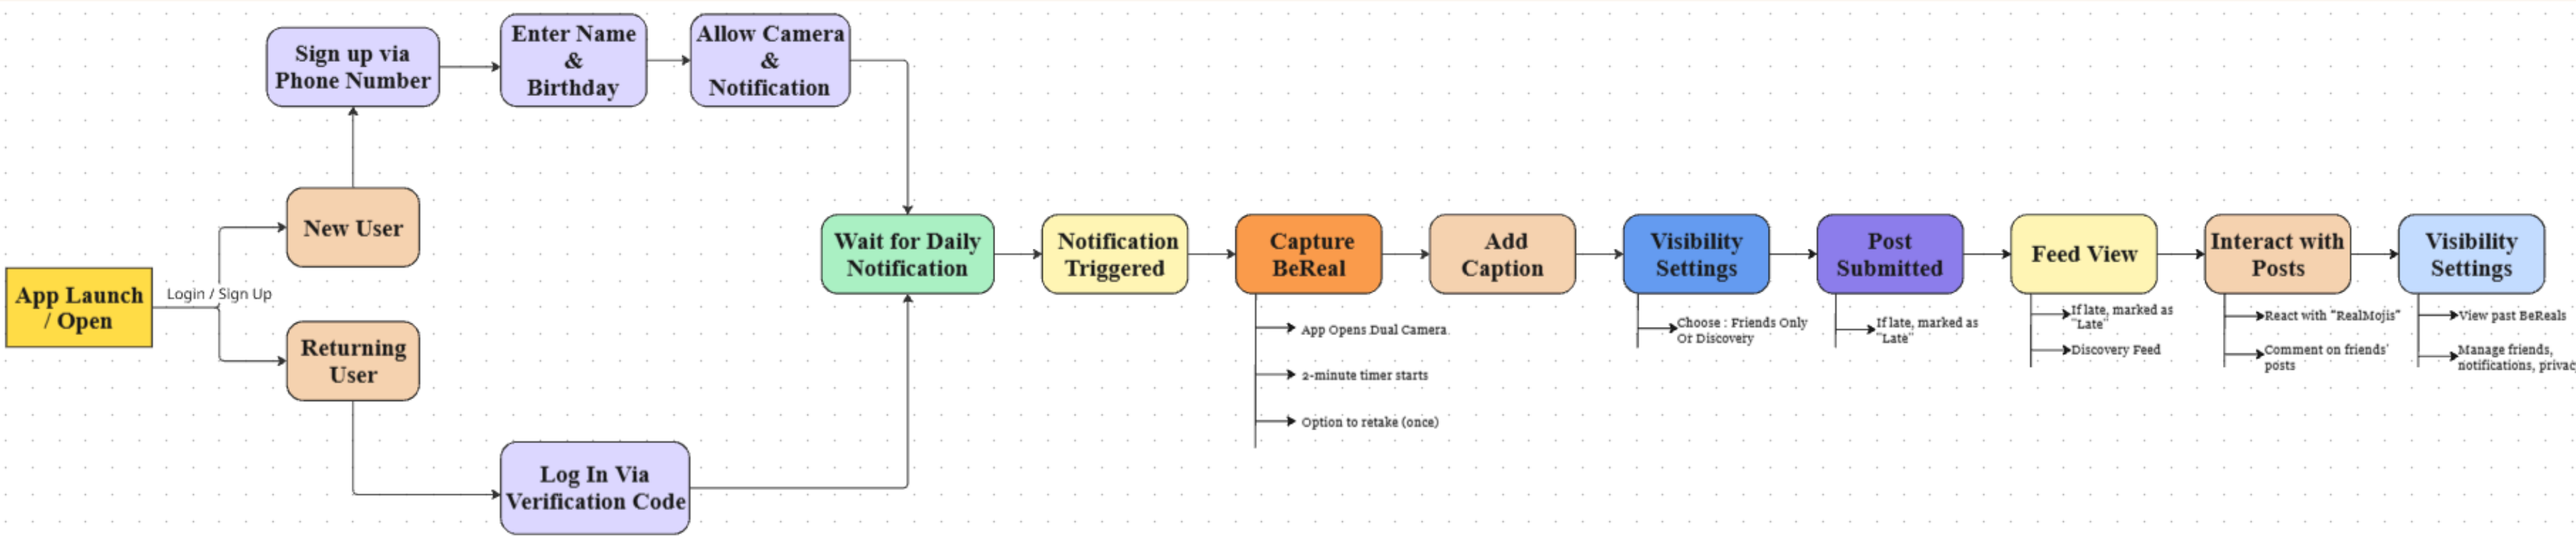 Sign up via
Phone Number
Enter Name
&
Birthday
Allow Camera
&
Notification
New User
App Launch
/ Open
Login / Sign Up
Returning
User
Log In Via
Verification Code
Wait for Daily
Notification
Notification
Triggered
Capture
BeReal
App Opens Dual Camera
2-minute timer starts
Option to retake (once)
Add
Caption
Visibility
Settings
Choose : Friends Only
Or Discovery
Post
Submitted
If late, marked as
"Late"
Feed View
If late, marked as
"Late"
Discovery Feed
Interact with
Posts
React with "RealMojis"
Comment on friends'
posts
Visibility
Settings
View past BeReals
Manage friends,
notifications, privac